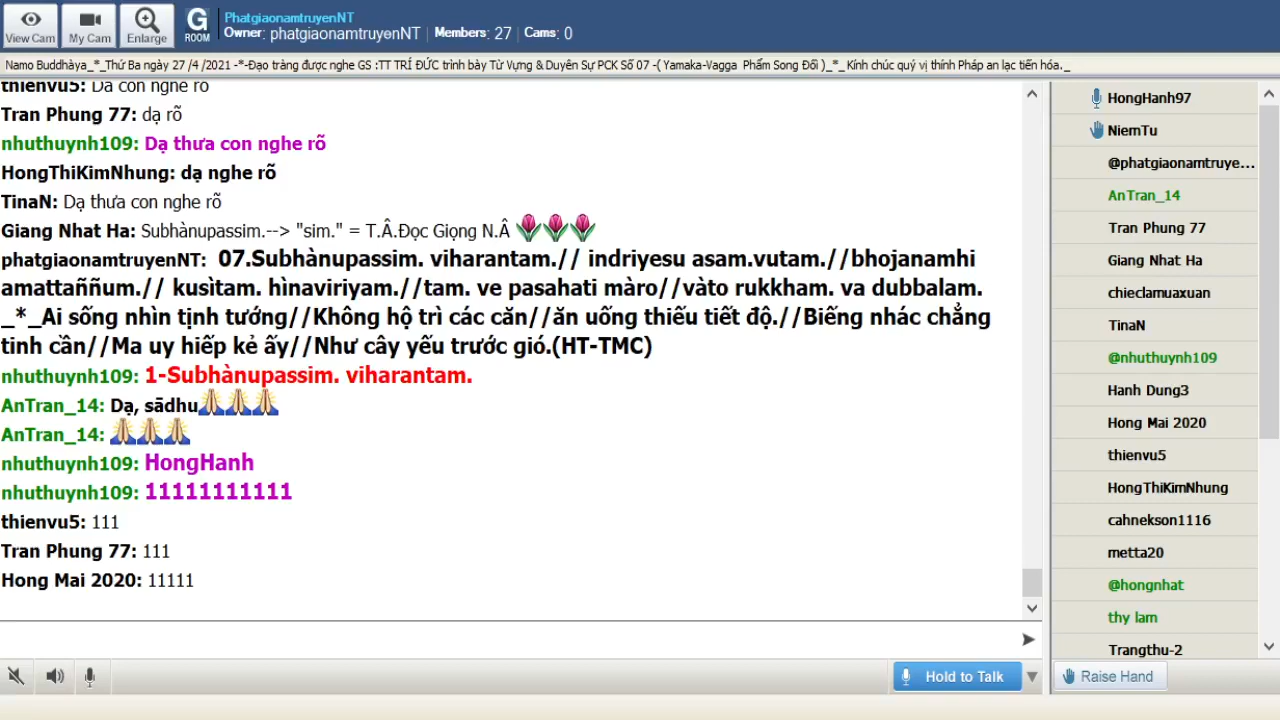 View Cam
My Cam
Enlarge
G
ROOM
PhatgiaonamtruyenNT
Owner: phatgiaonamtruyenNT | Members: 27 | Cams: 0
Namo Buddhàya_*_Thứ Ba ngày 27 /4 /2021 -*-Đạo tràng được nghe GS :TT TRÍ ĐỨC trình bày Từ Vựng & Duyên Sự PCK Số 07 -( Yamaka-Vagga Phẩm Song Đối )_*_ Kính chúc quý vị thính Pháp an lạc tiến hóa._
thienvu5: Dạ con nghe rõ
Tran Phung 77: dạ rõ
nhuthuynh109: Dạ thưa con nghe rõ
HongThiKimNhung: dạ nghe rõ
TinaN: Dạ thưa con nghe rõ
Giang Nhat Ha: Subhànupassim.--> "sim." = T.Â.Đọc Giọng N.Â
phatgiaonamtruyenNT: 07.Subhànupassim. viharantam.// indriyesu asam.vutam.//bhojanamhi
amattaññum.// kusìtam. hìnaviriyam.//tam. ve pasahati màro//vàto rukkham. va dubbalam.
_*_Ai sống nhìn tịnh tướng//Không hộ trì các căn//ăn uống thiếu tiết độ.//Biếng nhác chẳng
tinh cần//Ma uy hiếp kẻ ấy//Như cây yếu trước gió.(HT-TMC)
nhuthuynh109: 1-Subhànupassim. viharantam.
AnTran_14: Dạ, sādhu
AnTran_14:
nhuthuynh109: HongHanh
nhuthuynh109: 11111111111
thienvu5: 111
Tran Phung 77: 111
Hong Mai 2020: 11111
Hold to Talk
HongHanh97
NiemTu
@phatgiaonamtruye...
AnTran_14
Tran Phung 77
Giang Nhat Ha
chieclamuaxuan
TinaN
@nhuthuynh109
Hanh Dung3
Hong Mai 2020
thienvu5
HongThiKimNhung
cahnekson1116
metta20
@hongnhat
thy lam
Trangthu-2
Raise Hand